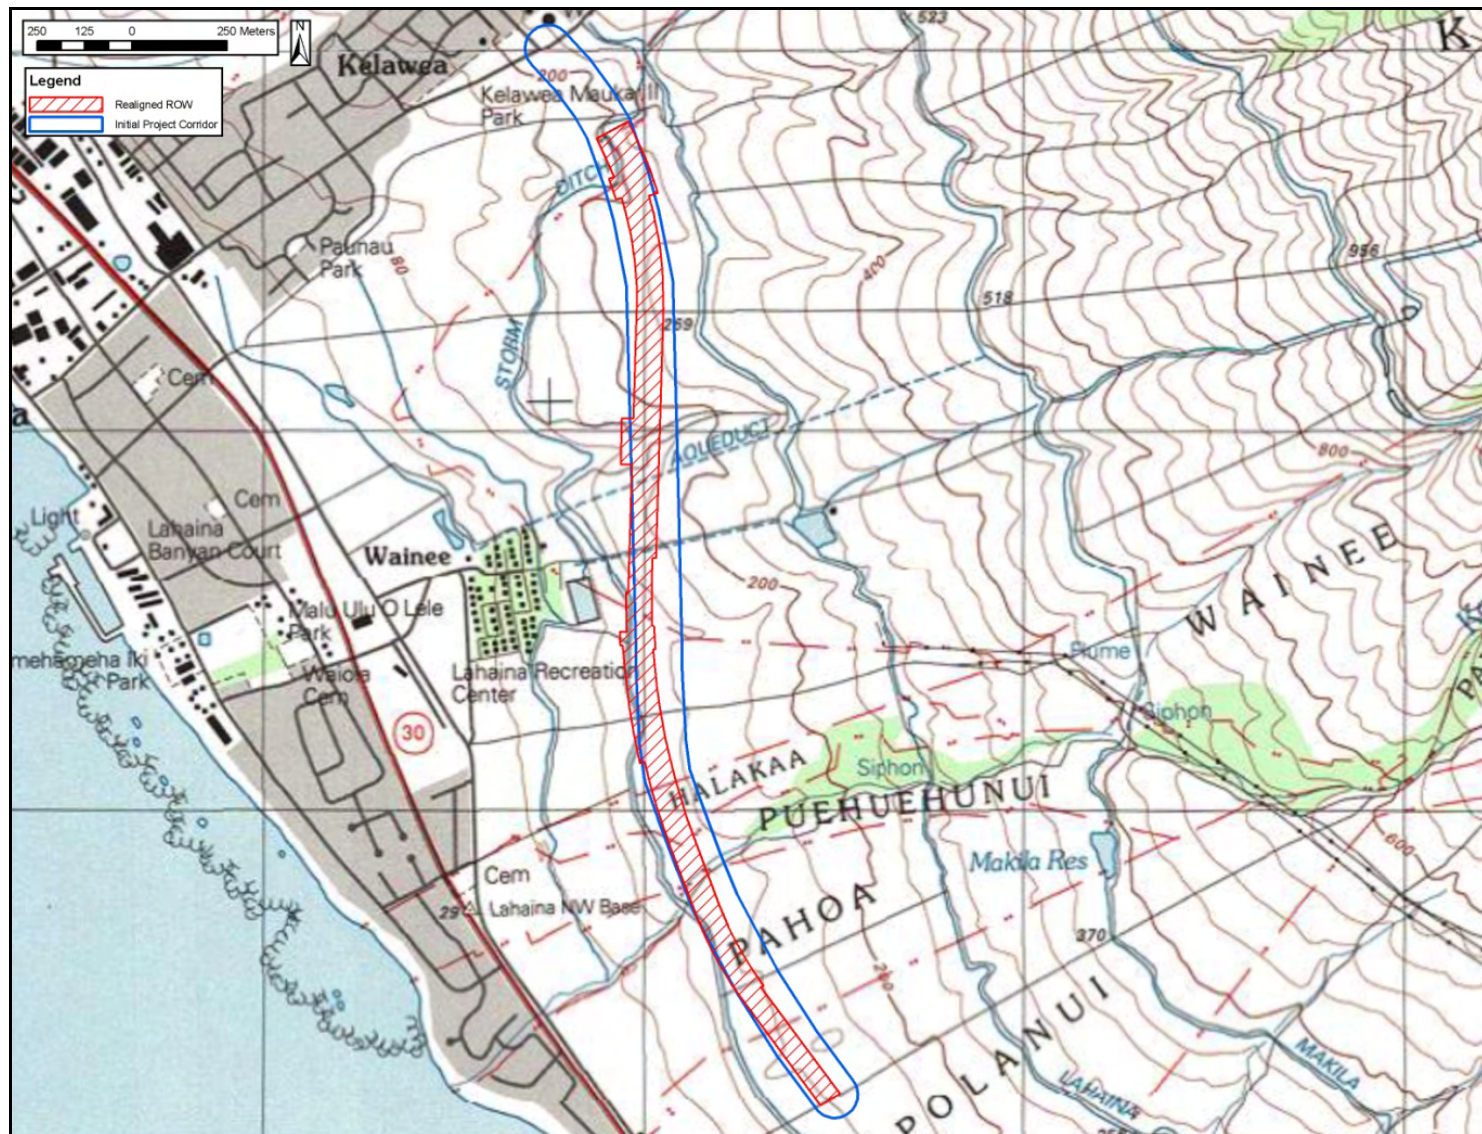 250 125 0 250 Meters
N
Legend
Realigned ROW
Initial Project Corridor
523
K
Kelawea
200
Kelawea Mauka II
Park
DITCH
Paunau
Park
80
400
956
518
269
STORM
Cem
a
AQUEDUCT
800
Cem
Light
Lahaina
Banyan Court
Wainee
WAINEE
200
Malu Ulu O Lele
Park
Flume
mehameha Iki
Park
Waiola
Cem
Lahaina Recreation
Center
Siphon
30
HALAKAA
Siphon
PUEHUEHUNUI
600
Makila Res
Cem
29
Lahaina NW Base
PAHOA
370
200
POLANUI
MAKILA
LAHAINA